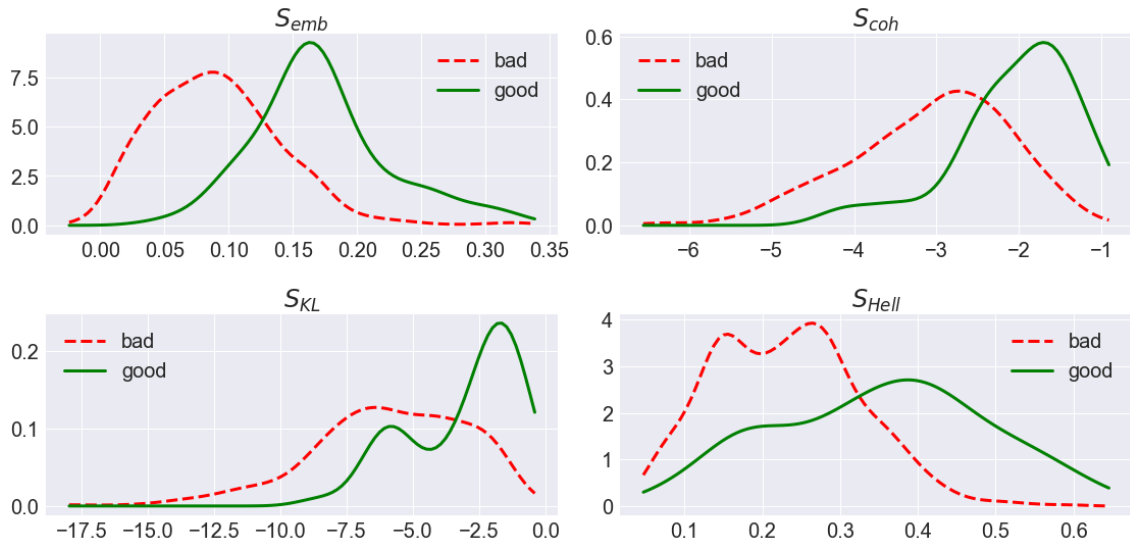 S_emb
7.5
5.0
2.5
0.0
bad
good
0.00 0.05 0.10 0.15 0.20 0.25 0.30 0.35
S_coh
0.6
0.4
0.2
0.0
bad
good
−6 −5 −4 −3 −2 −1
S_KL
0.2
0.1
0.0
bad
good
−17.5 −15.0 −12.5 −10.0 −7.5 −5.0 −2.5 0.0
S_Hell
4
3
2
1
0
bad
good
0.1 0.2 0.3 0.4 0.5 0.6